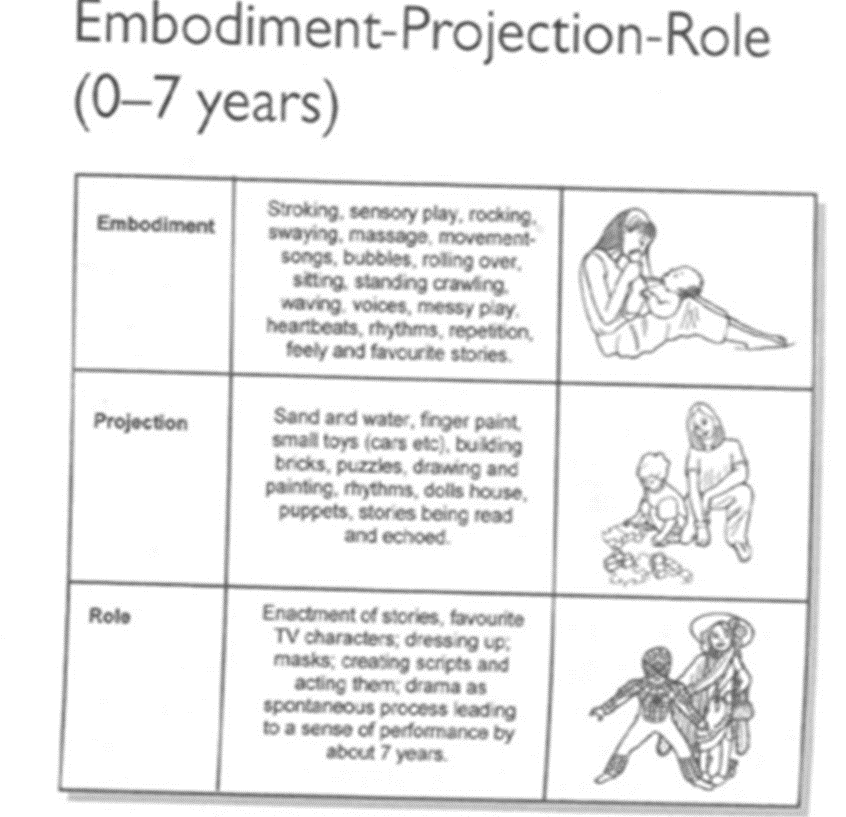 Embodiment-Projection-Role
(0–7 years)
Embodiment
Stroking, sensory play, rocking,
swaying, massage, movement-
songs, bubbles, rolling over,
sitting, standing crawling,
waving, voices, messy play,
heartbeats, rhythms, repetition,
feely and favourite stories.
Projection
Sand and water, finger paint,
small toys (cars etc), building
bricks, puzzles, drawing and
painting, rhythms, dolls house,
puppets, stories being read
and echoed.
Role
Enactment of stories, favourite
TV characters; dressing up;
masks; creating scripts and
acting them; drama as
spontaneous process leading
to a sense of performance by
about 7 years.